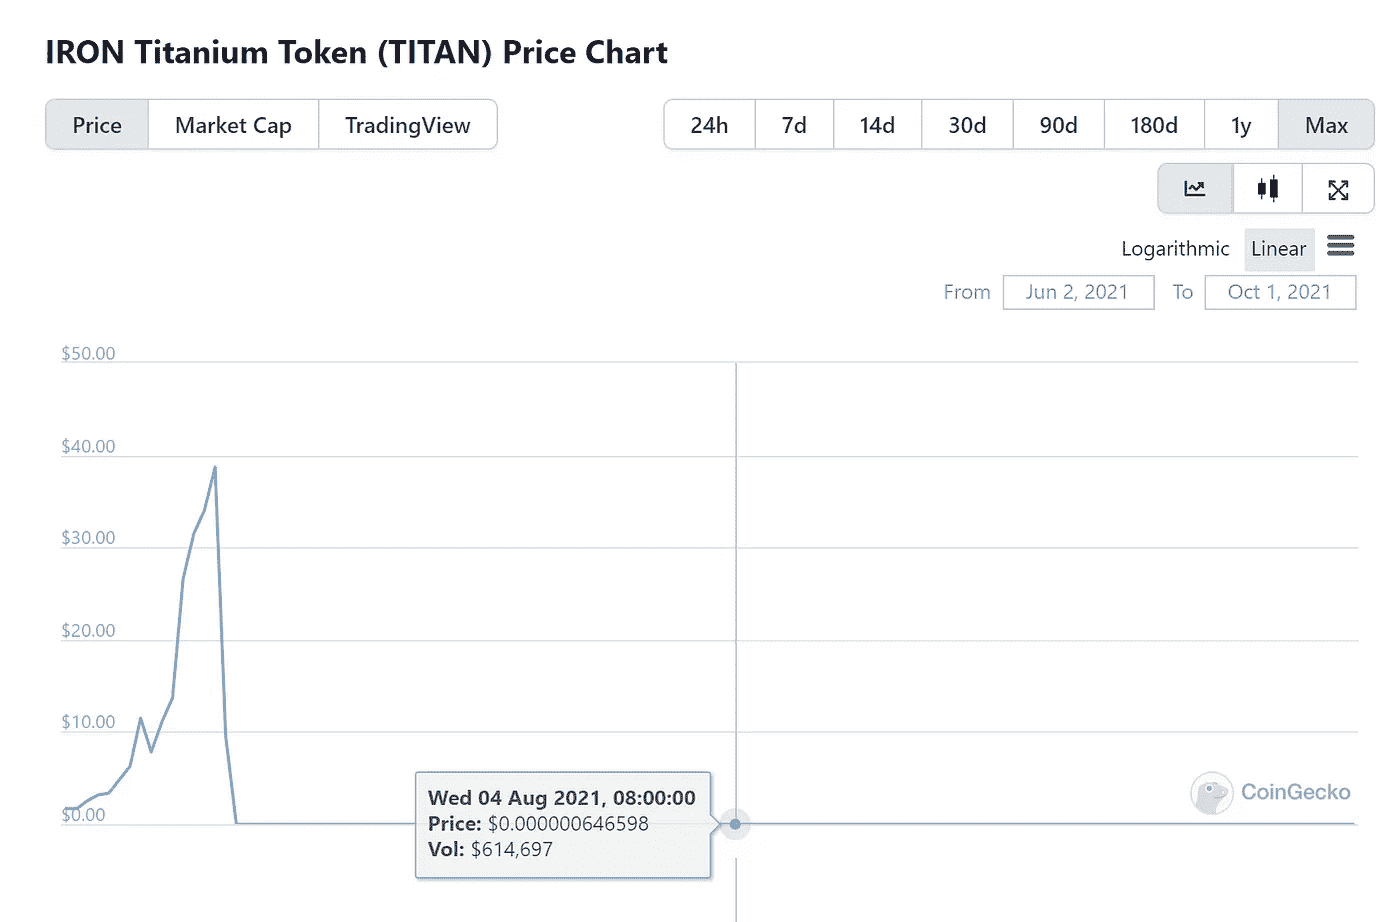 IRON Titanium Token (TITAN) Price Chart
Price Market Cap TradingView 24h 7d 14d 30d 90d 180d 1y Max
Logarithmic Linear
From Jun 2, 2021 To Oct 1, 2021
$50.00
$40.00
$30.00
$20.00
$10.00
$0.00
Wed 04 Aug 2021, 08:00:00
Price: $0.000000646598
Vol: $614,697
CoinGecko